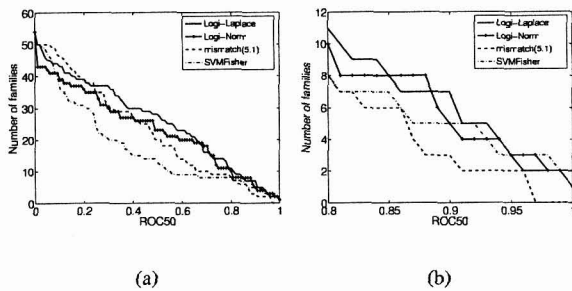 60
50
40
30
20
10
0
Number of families
0
0.2
0.4
0.6
0.8
1
ROC50
Logi-Laplace
Logi-Norm
mismatch(5.1)
SVMFisher
(a)
12
10
8
6
4
2
0
Number of families
0.8
0.85
0.9
0.95
1
ROC50
Logi-Laplace
Logi-Norm
mismatch(5.1)
SVMFisher
(b)